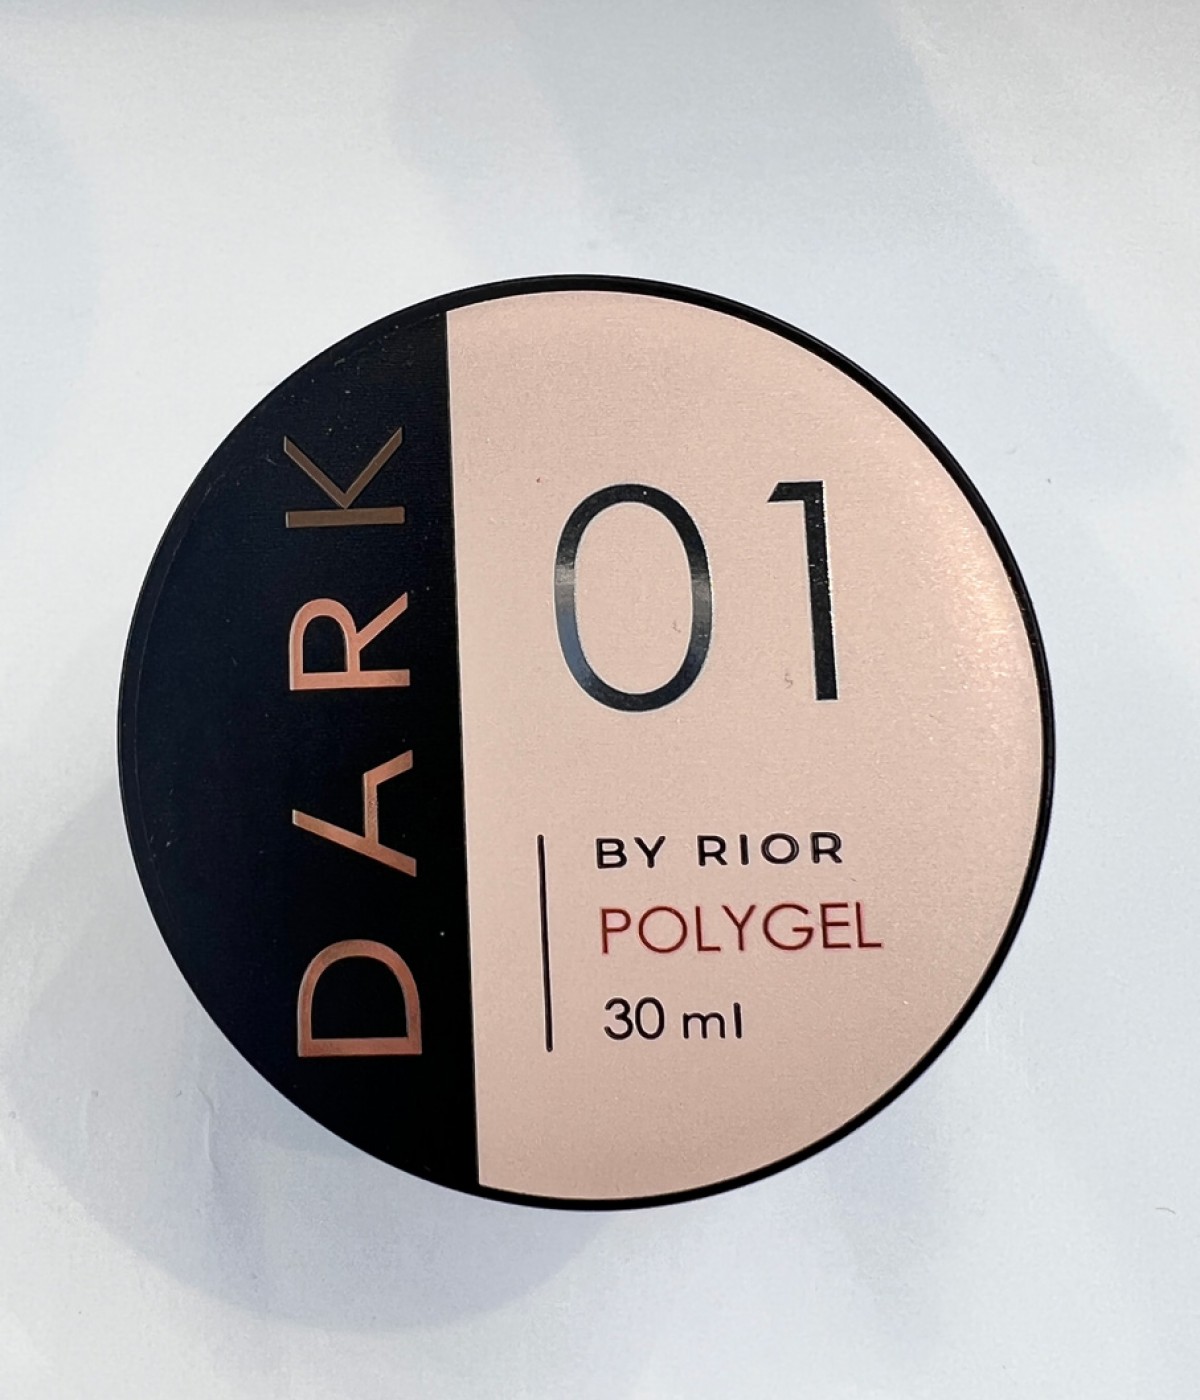 DARK
01
BY RIOR
POLYGEL
30 ml